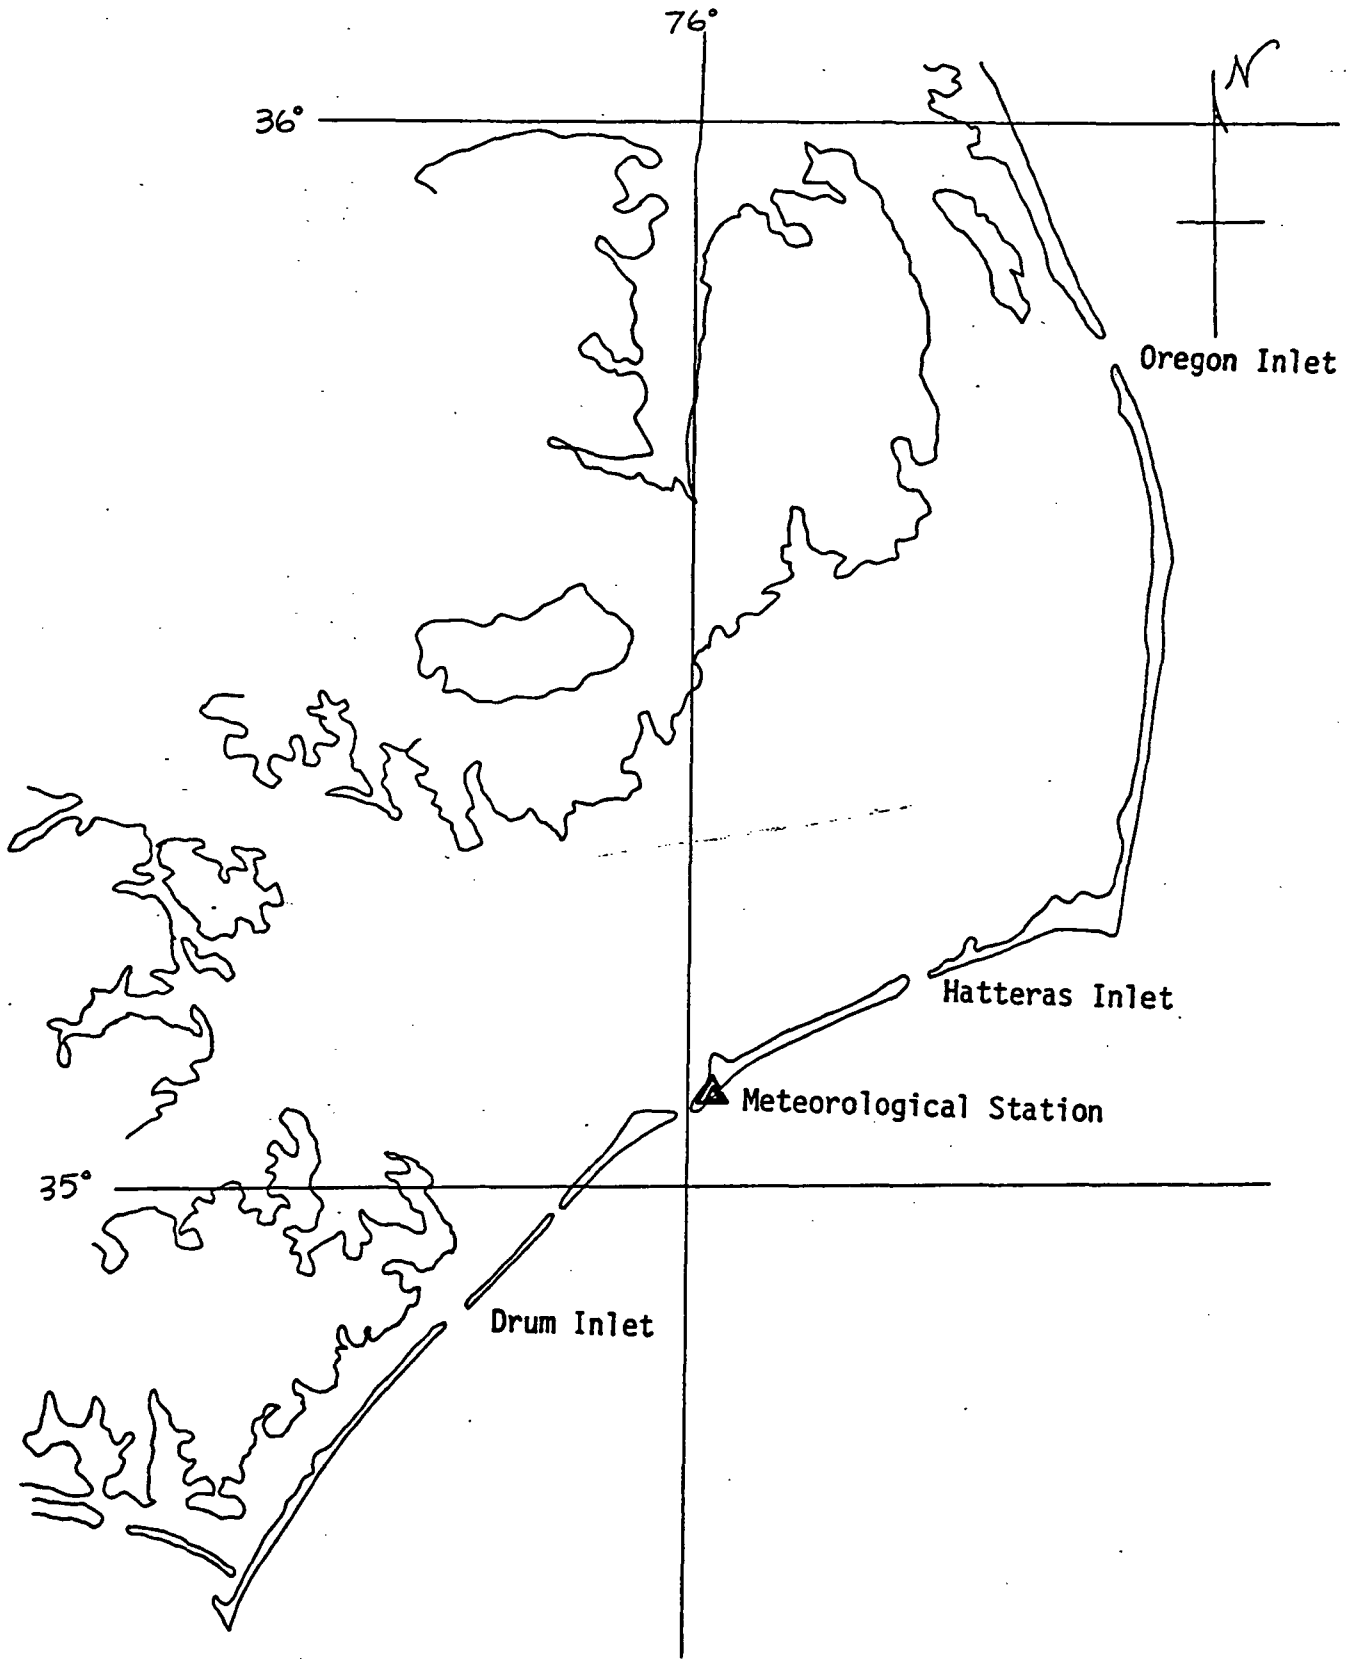 76°
N
36°
Oregon Inlet
Hatteras Inlet
Meteorological Station
35°
Drum Inlet